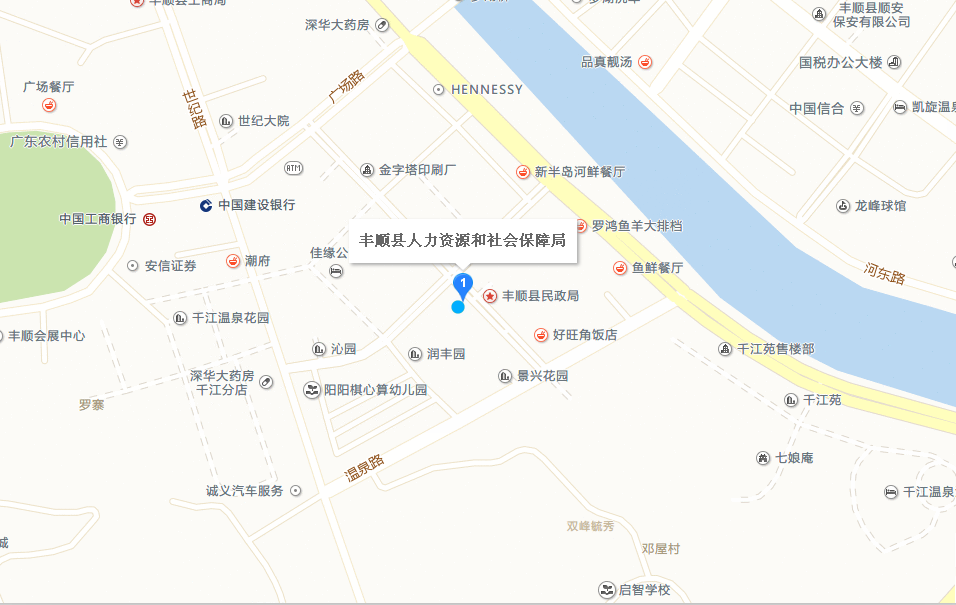 丰顺县工商局
深华大药房
丰顺县顺安
保安有限公司
品真靓汤
国税办公大楼
广场餐厅
广场路
HENNESSY
世纪路
中国信合
凯旋温泉
世纪大院
广东农村信用社
ATM
金字塔印刷厂
新半岛河鲜餐厅
中国建设银行
龙峰球馆
中国工商银行
罗鸿鱼羊大排档
丰顺县人力资源和社会保障局
佳缘公
安信证券
潮府
鱼鲜餐厅
河东路
1
丰顺县民政局
千江温泉花园
丰顺会展中心
好旺角饭店
沁园
润丰园
千江苑售楼部
深华大药房
千江分店
景兴花园
阳阳棋心算幼儿园
罗寨
千江苑
温泉路
七娘庵
诚义汽车服务
千江温泉
双峰毓秀
城
邓屋村
启智学校